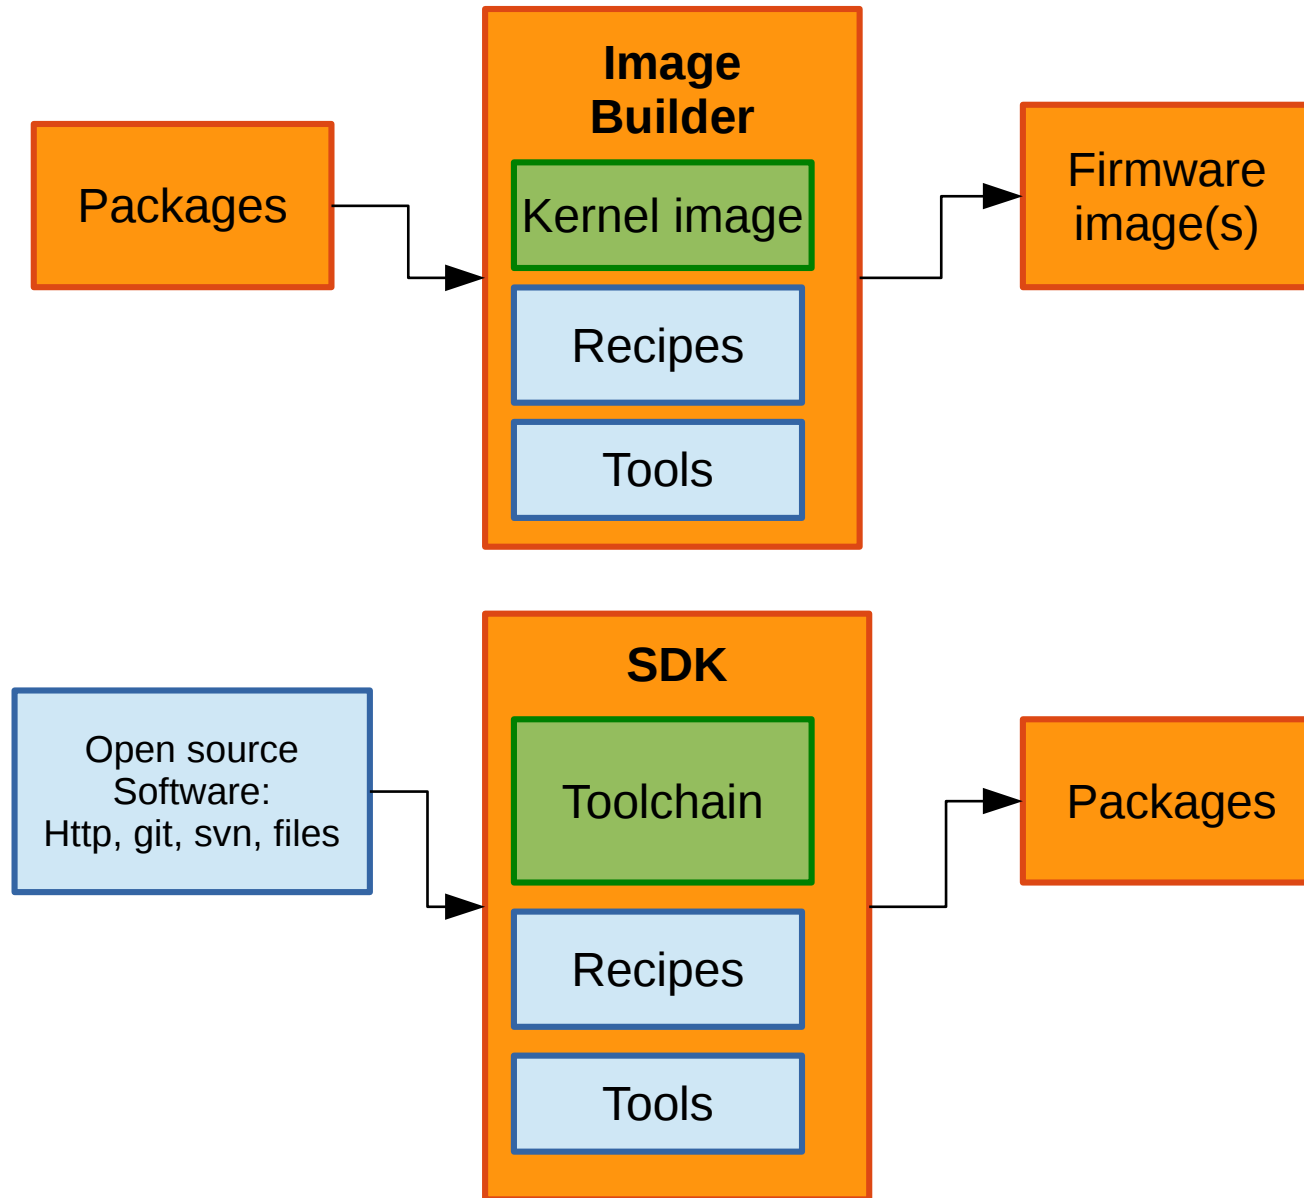 Image
Builder
Packages
Kernel image
Recipes
Tools
Firmware
image(s)
SDK
Open source
Software:
Http, git, svn, files
Toolchain
Recipes
Tools
Packages